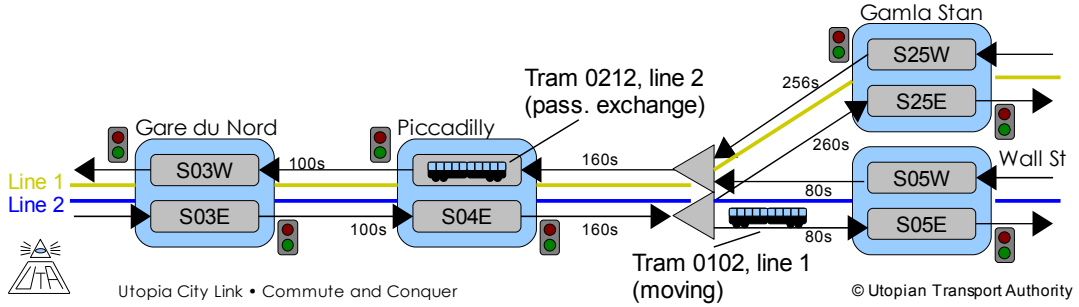 Gamla Stan
S25W
Tram 0212, line 2
(pass. exchange)
256s
S25E
Gare du Nord
Piccadilly
260s
S03W
100s
160s
Wall St
Line 1
S05W
80s
Line 2
S03E
100s
S04E
160s
S05E
80s
Tram 0102, line 1
(moving)
UTA
Utopia City Link • Commute and Conquer
© Utopian Transport Authority